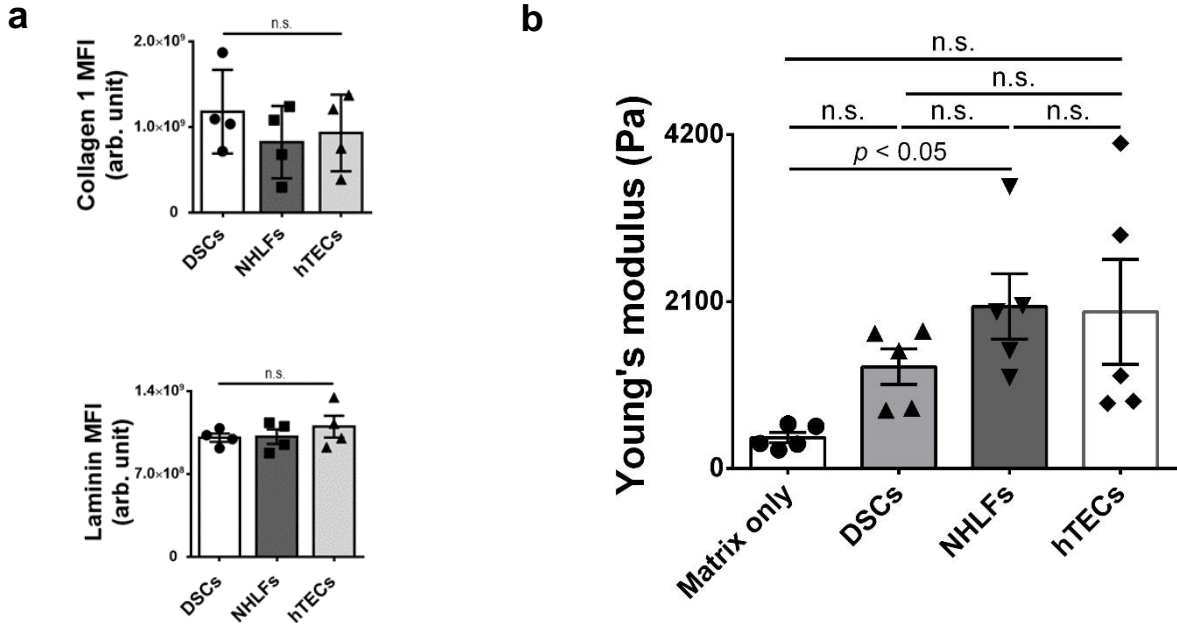 a
Collagen 1 MFI
(arb. unit)
2.0×10⁹
1.0×10⁹
0
n.s.
DSCs
NHLFs
hTECs
Laminin MFI
(arb. unit)
1.4×10⁹
7.0×10⁸
0
n.s.
DSCs
NHLFs
hTECs
b
Young's modulus (Pa)
4200
2100
0
n.s.
n.s.
n.s. n.s. n.s.
p < 0.05
Matrix only
DSCs
NHLFs
hTECs